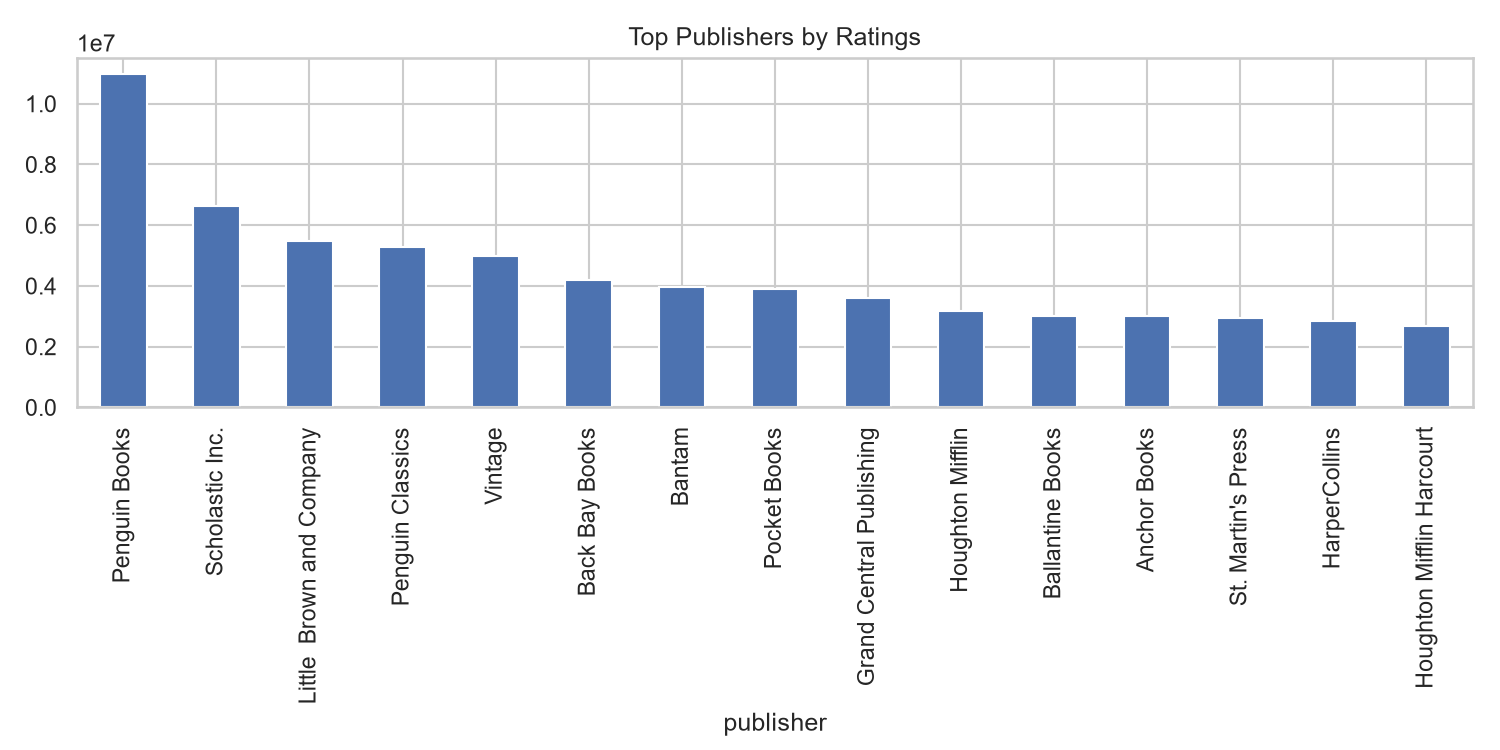 Top Publishers by Ratings
1e7
1.0
0.8
0.6
0.4
0.2
0.0
Penguin Books
Scholastic Inc.
Little  Brown and Company
Penguin Classics
Vintage
Back Bay Books
Bantam
Pocket Books
Grand Central Publishing
Houghton Mifflin
Ballantine Books
Anchor Books
St. Martin's Press
HarperCollins
Houghton Mifflin Harcourt
publisher